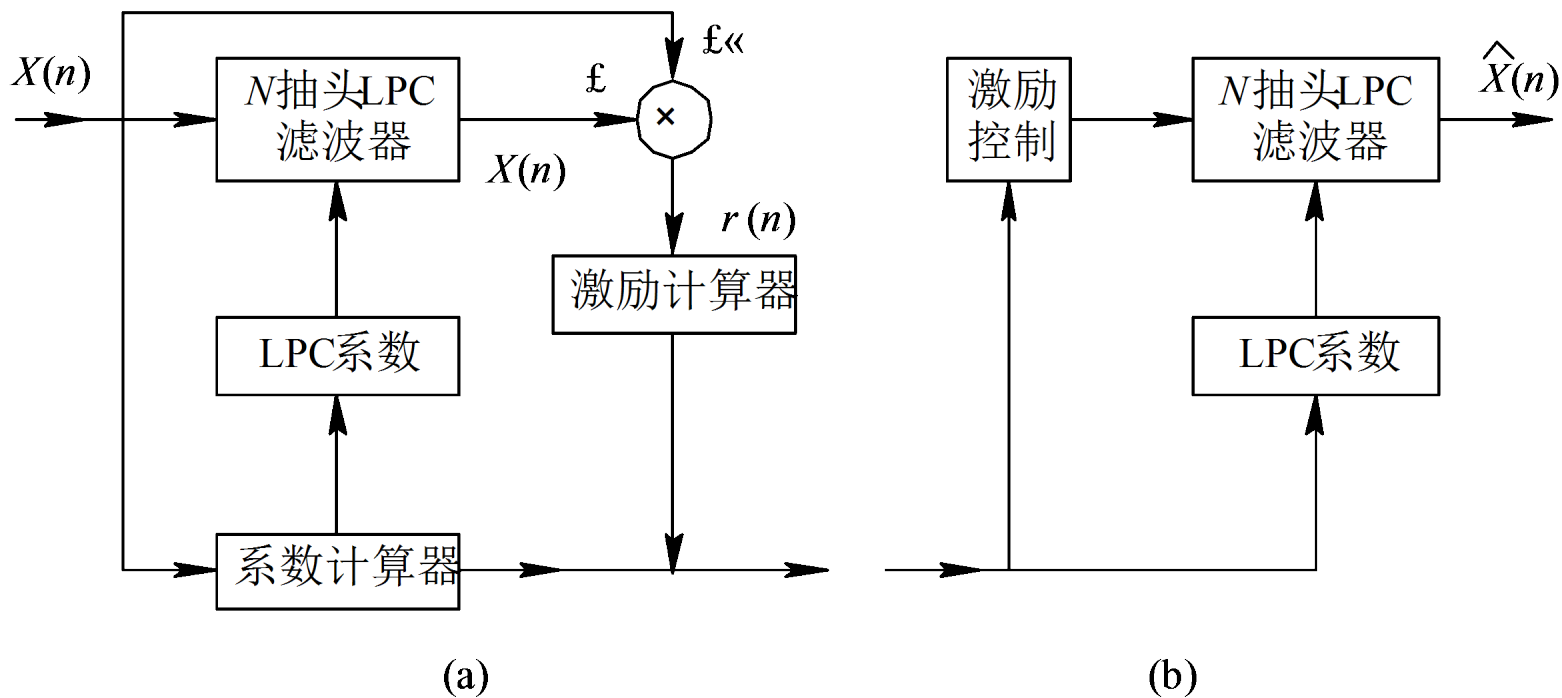 X(n)
N抽头LPC
滤波器
£
£«
×
X(n)
r (n)
激励计算器
LPC系数
系数计算器
(a)
激励
控制
N抽头LPC
滤波器
X̂(n)
LPC系数
(b)